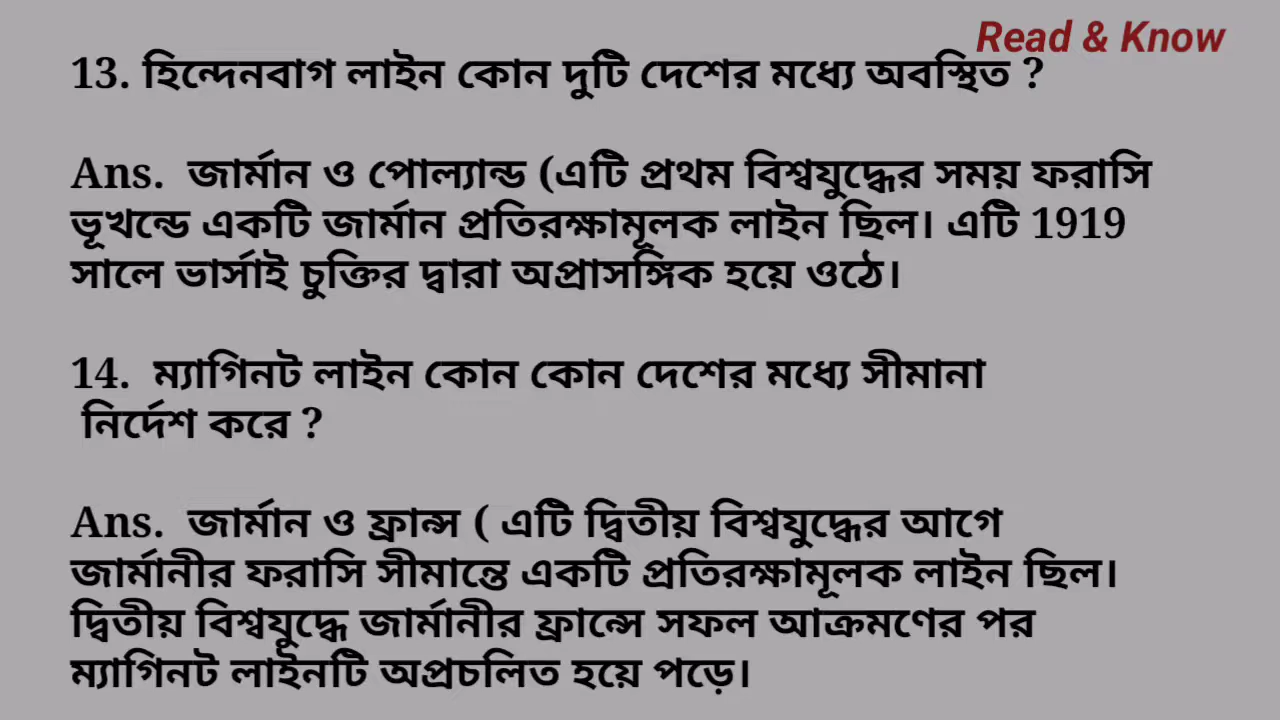 Read & Know
13. হিন্দেনবাগ লাইন কোন দুটি দেশের মধ্যে অবস্থিত ?
Ans. জার্মান ও পোল্যান্ড (এটি প্রথম বিশ্বযুদ্ধের সময় ফরাসি
ভূখন্ডে একটি জার্মান প্রতিরক্ষামূলক লাইন ছিল। এটি 1919
সালে ভার্সাই চুক্তির দ্বারা অপ্রাসঙ্গিক হয়ে ওঠে।
14. ম্যাগিনট লাইন কোন কোন দেশের মধ্যে সীমানা
নির্দেশ করে ?
Ans. জার্মান ও ফ্রান্স ( এটি দ্বিতীয় বিশ্বযুদ্ধের আগে
জার্মানীর ফরাসি সীমান্তে একটি প্রতিরক্ষামূলক লাইন ছিল।
দ্বিতীয় বিশ্বযুদ্ধে জার্মানীর ফ্রান্সে সফল আক্রমণের পর
ম্যাগিনট লাইনটি অপ্রচলিত হয়ে পড়ে।